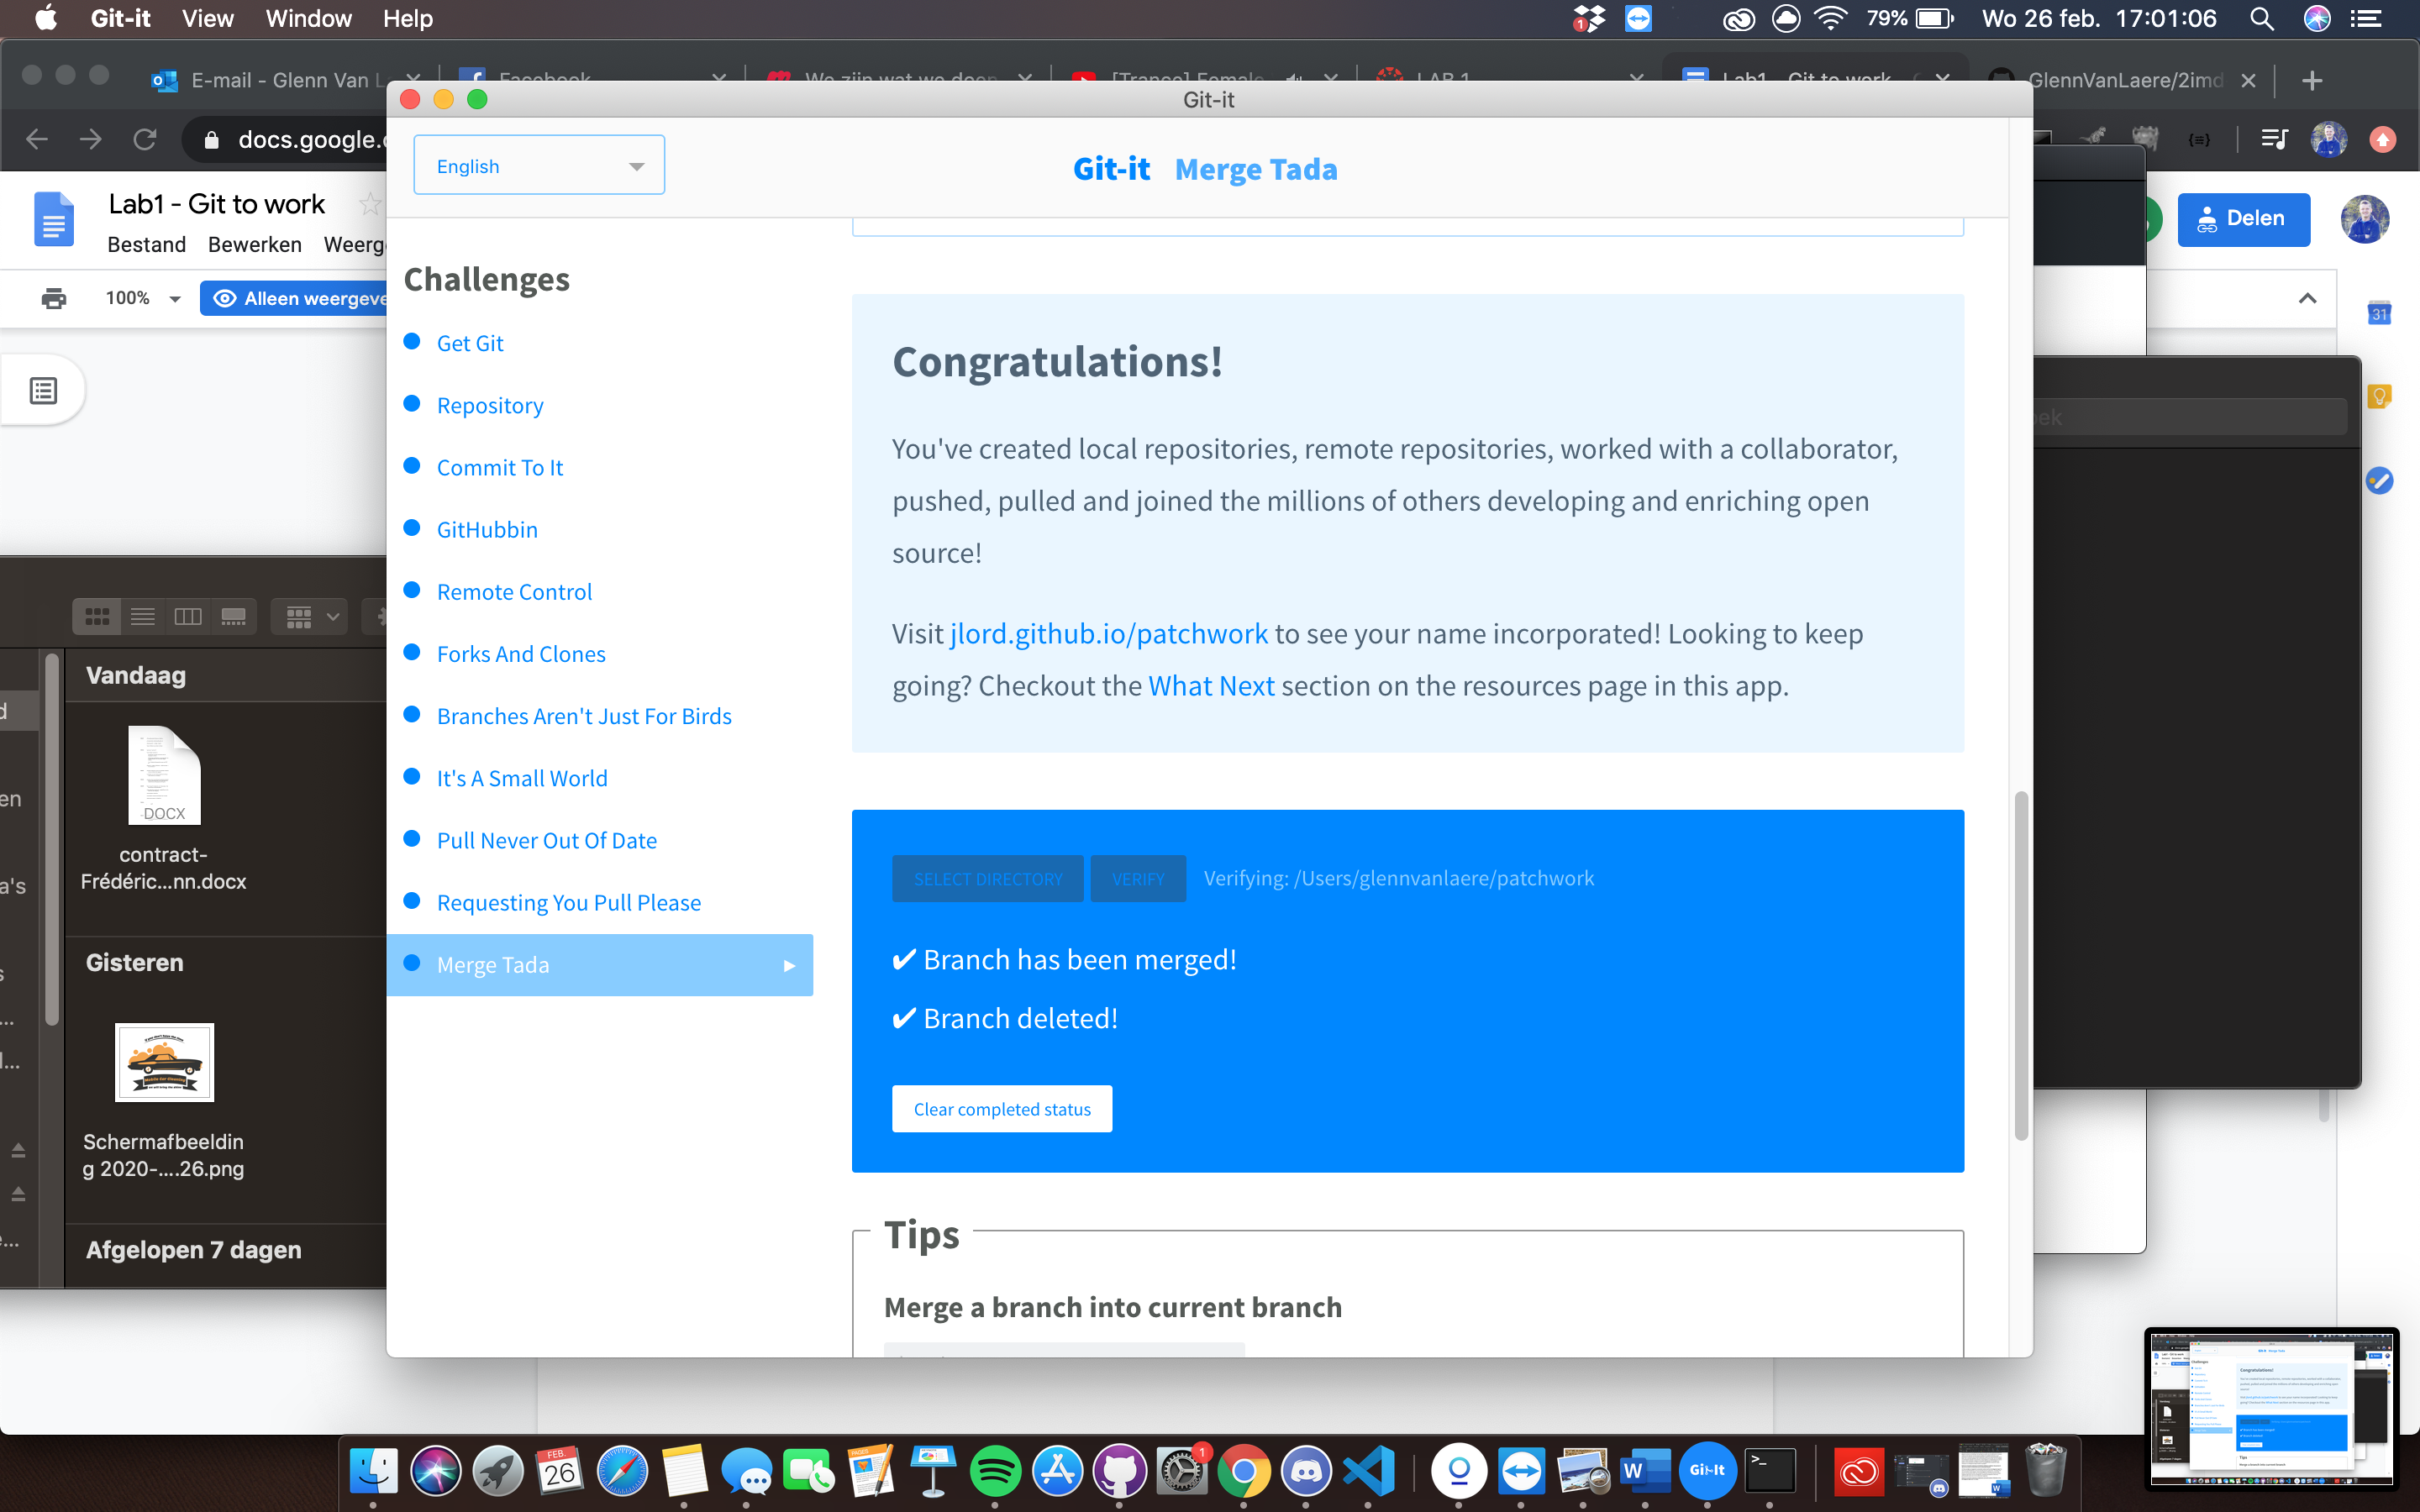 Git-it View Window Help
1 79% Wo 26 feb. 17:01:06
E-mail - Glenn Van L
Facebook
We zijn wat we doen
[Trance] Female
LAB 1
Lab1 - Git to work
GlennVanLaere/2imd
docs.google.
Git-it
English
Git-it Merge Tada
Lab1 - Git to work
Bestand Bewerken Weerge
Delen
100% Alleen weergeve
31
Challenges
Get Git
Repository
Commit To It
GitHubbin
Remote Control
Forks And Clones
Branches Aren't Just For Birds
It's A Small World
Pull Never Out Of Date
Requesting You Pull Please
Merge Tada
Congratulations!
You've created local repositories, remote repositories, worked with a collaborator,
pushed, pulled and joined the millions of others developing and enriching open
source!
Visit jlord.github.io/patchwork to see your name incorporated! Looking to keep
going? Checkout the What Next section on the resources page in this app.
SELECT DIRECTORY VERIFY Verifying: /Users/glennvanlaere/patchwork
✔ Branch has been merged!
✔ Branch deleted!
Clear completed status
Tips
Merge a branch into current branch
Vandaag
DOCX
contract-
Frédéric...nn.docx
Gisteren
Schermafbeeldin
g 2020-....26.png
Afgelopen 7 dagen
FEB.
26
PAGES
1
W
Git-It
>_